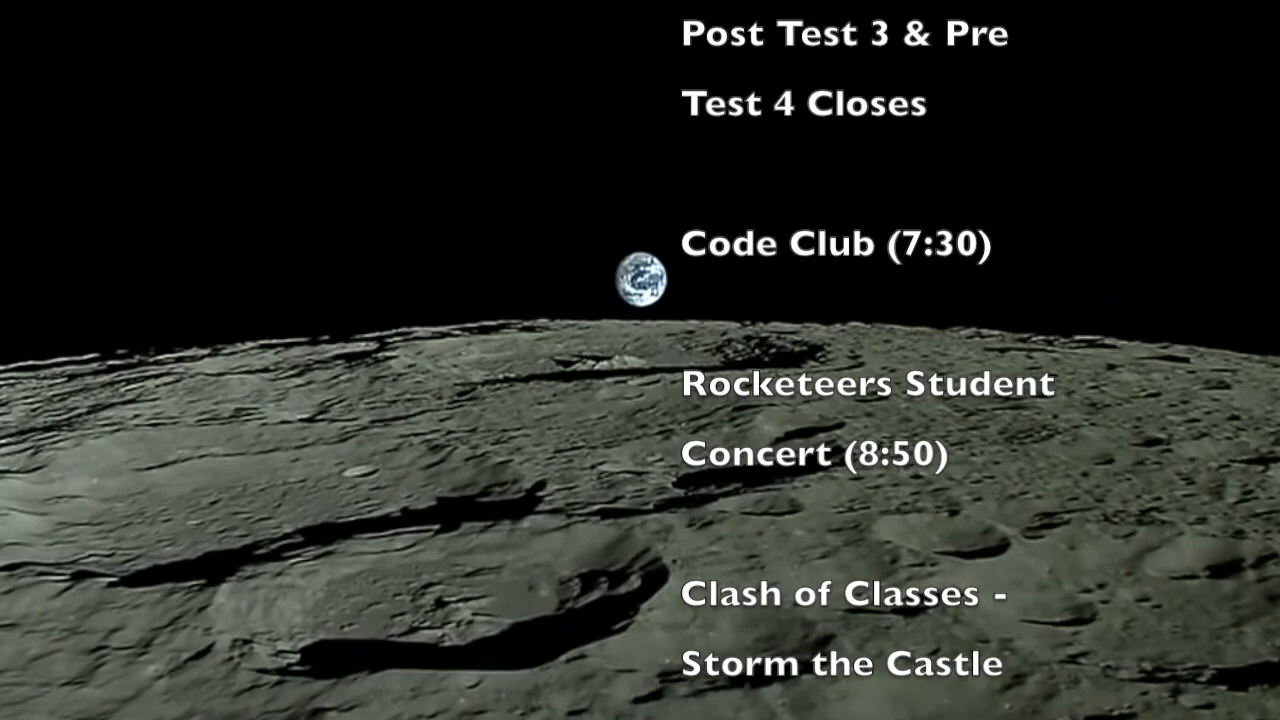 Post Test 3 & Pre
Test 4 Closes
Code Club (7:30)
Rocketeers Student
Concert (8:50)
Clash of Classes -
Storm the Castle